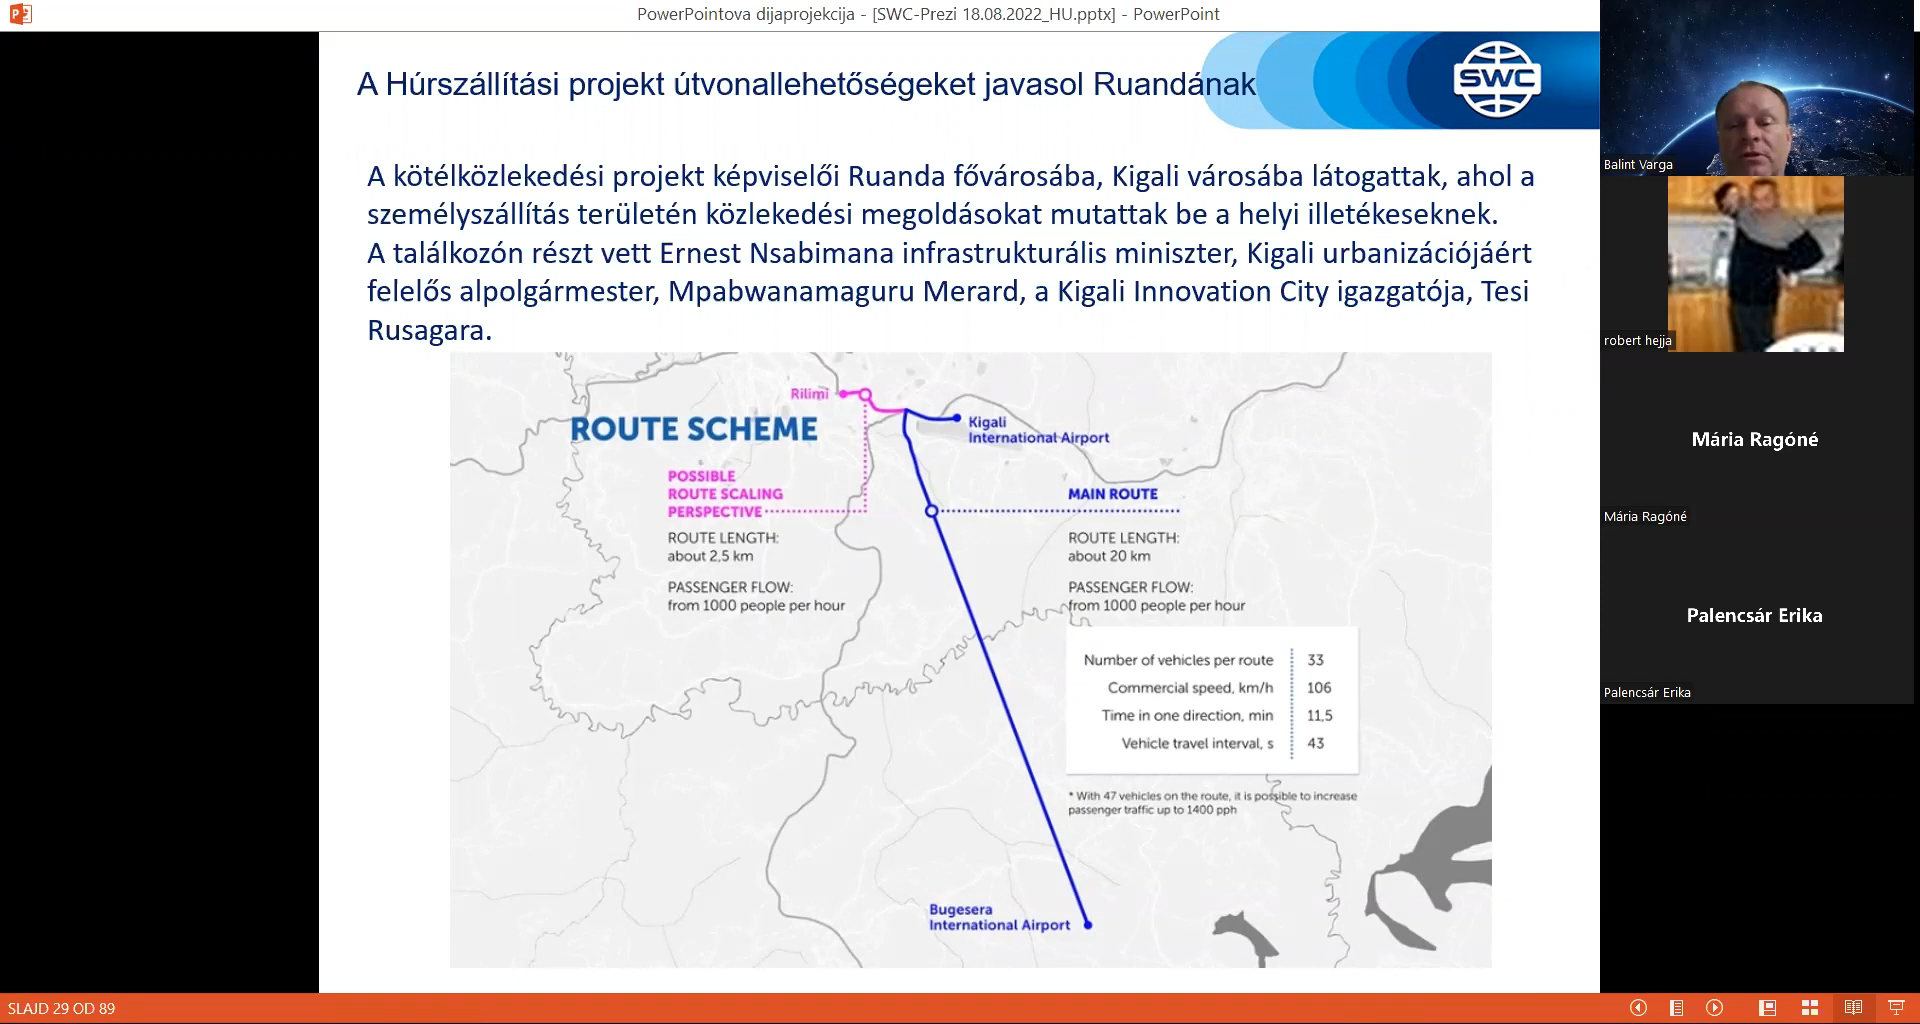 PowerPointova dijaprojekcija - [SWC-Prezi 18.08.2022_HU.pptx] - PowerPoint
A Húrszállítási projekt útvonallehetőségeket javasol Ruandának
SWC
A kötélközlekedési projekt képviselői Ruanda fővárosába, Kigali városába látogattak, ahol a
személyszállítás területén közlekedési megoldásokat mutattak be a helyi illetékeseknek.
A találkozón részt vett Ernest Nsabimana infrastrukturális miniszter, Kigali urbanizációjáért
felelős alpolgármester, Mpabwanamaguru Merard, a Kigali Innovation City igazgatója, Tesi
Rusagara.
Rilimi
ROUTE SCHEME
Kigali
International Airport
POSSIBLE
ROUTE SCALING
PERSPECTIVE
ROUTE LENGTH:
about 2,5 km
PASSENGER FLOW:
from 1000 people per hour
MAIN ROUTE
ROUTE LENGTH:
about 20 km
PASSENGER FLOW:
from 1000 people per hour
Number of vehicles per route 33
Commercial speed, km/h 106
Time in one direction, min 11,5
Vehicle travel interval, s 43
* With 47 vehicles on the route, it is possible to increase
passenger traffic up to 1400 pph
Bugesera
International Airport
Balint Varga
robert hejja
Mária Ragóné
Mária Ragóné
Palencsár Erika
Palencsár Erika
SLAJD 29 OD 89